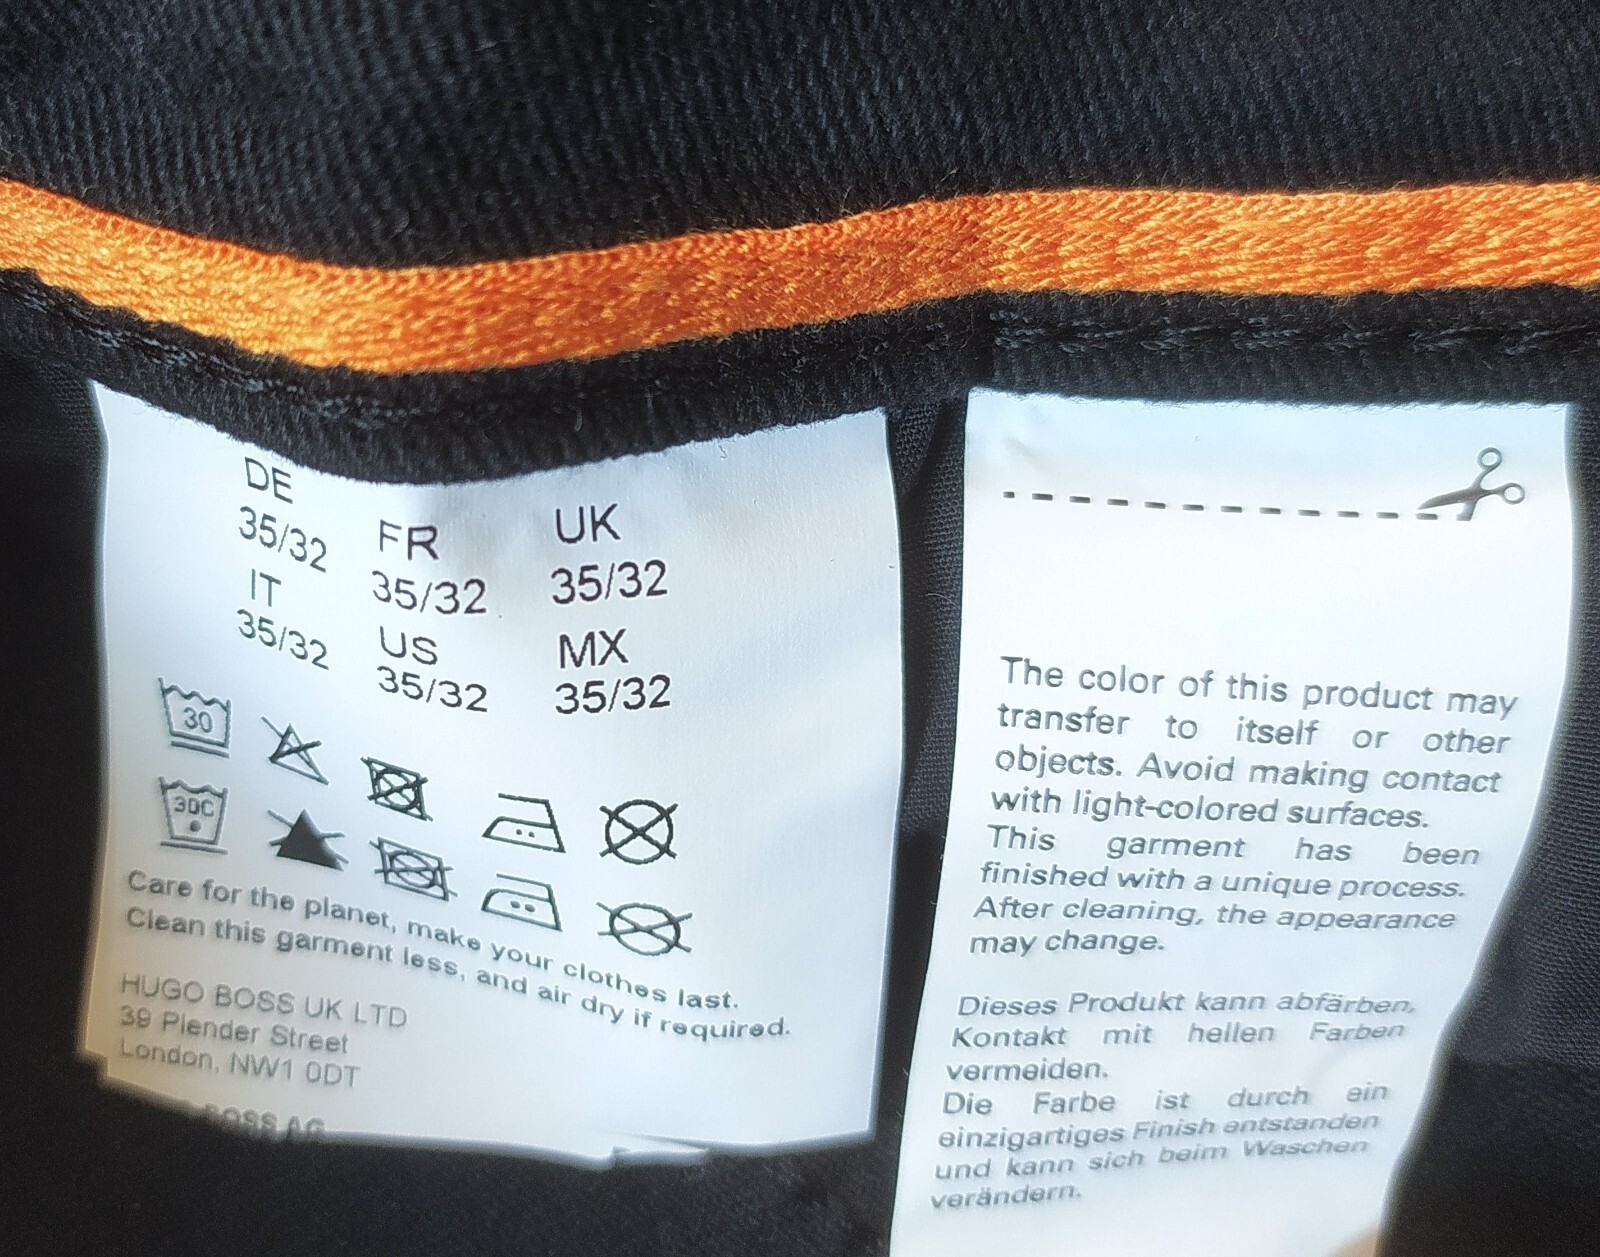 DE
35/32
FR
35/32
UK
35/32
IT
35/32
US
35/32
MX
35/32
30
30C
Care for the planet, make your clothes last.
Clean this garment less, and air dry if required.
HUGO BOSS UK LTD
39 Plender Street
London, NW1 0DT
BOSS AG
The color of this product may
transfer to itself or other
objects. Avoid making contact
with light-colored surfaces.
This garment has been
finished with a unique process.
After cleaning, the appearance
may change.
Dieses Produkt kann abfärben,
Kontakt mit hellen Farben
vermeiden.
Die Farbe ist durch ein
einzigartiges Finish entstanden
und kann sich beim Waschen
verändern.